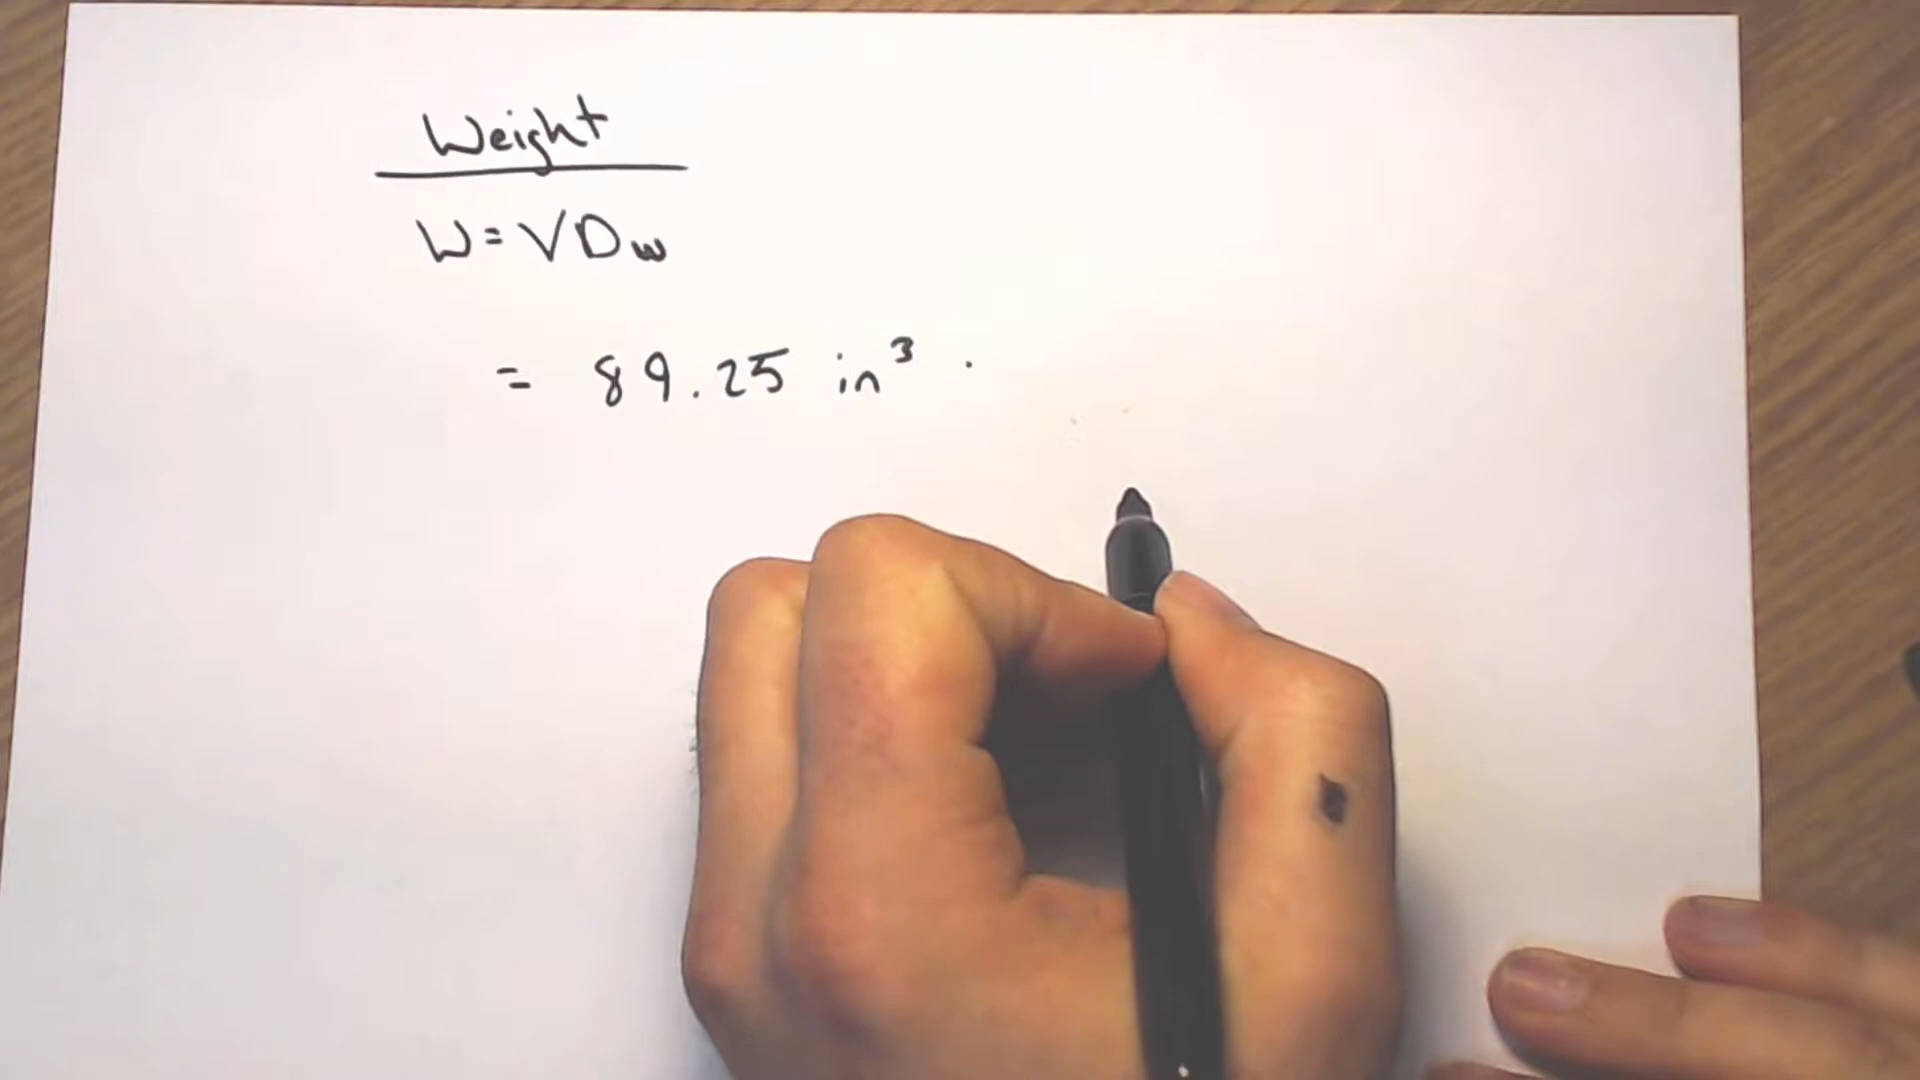 Weight
W = VDw
= 89.25 in³ ·